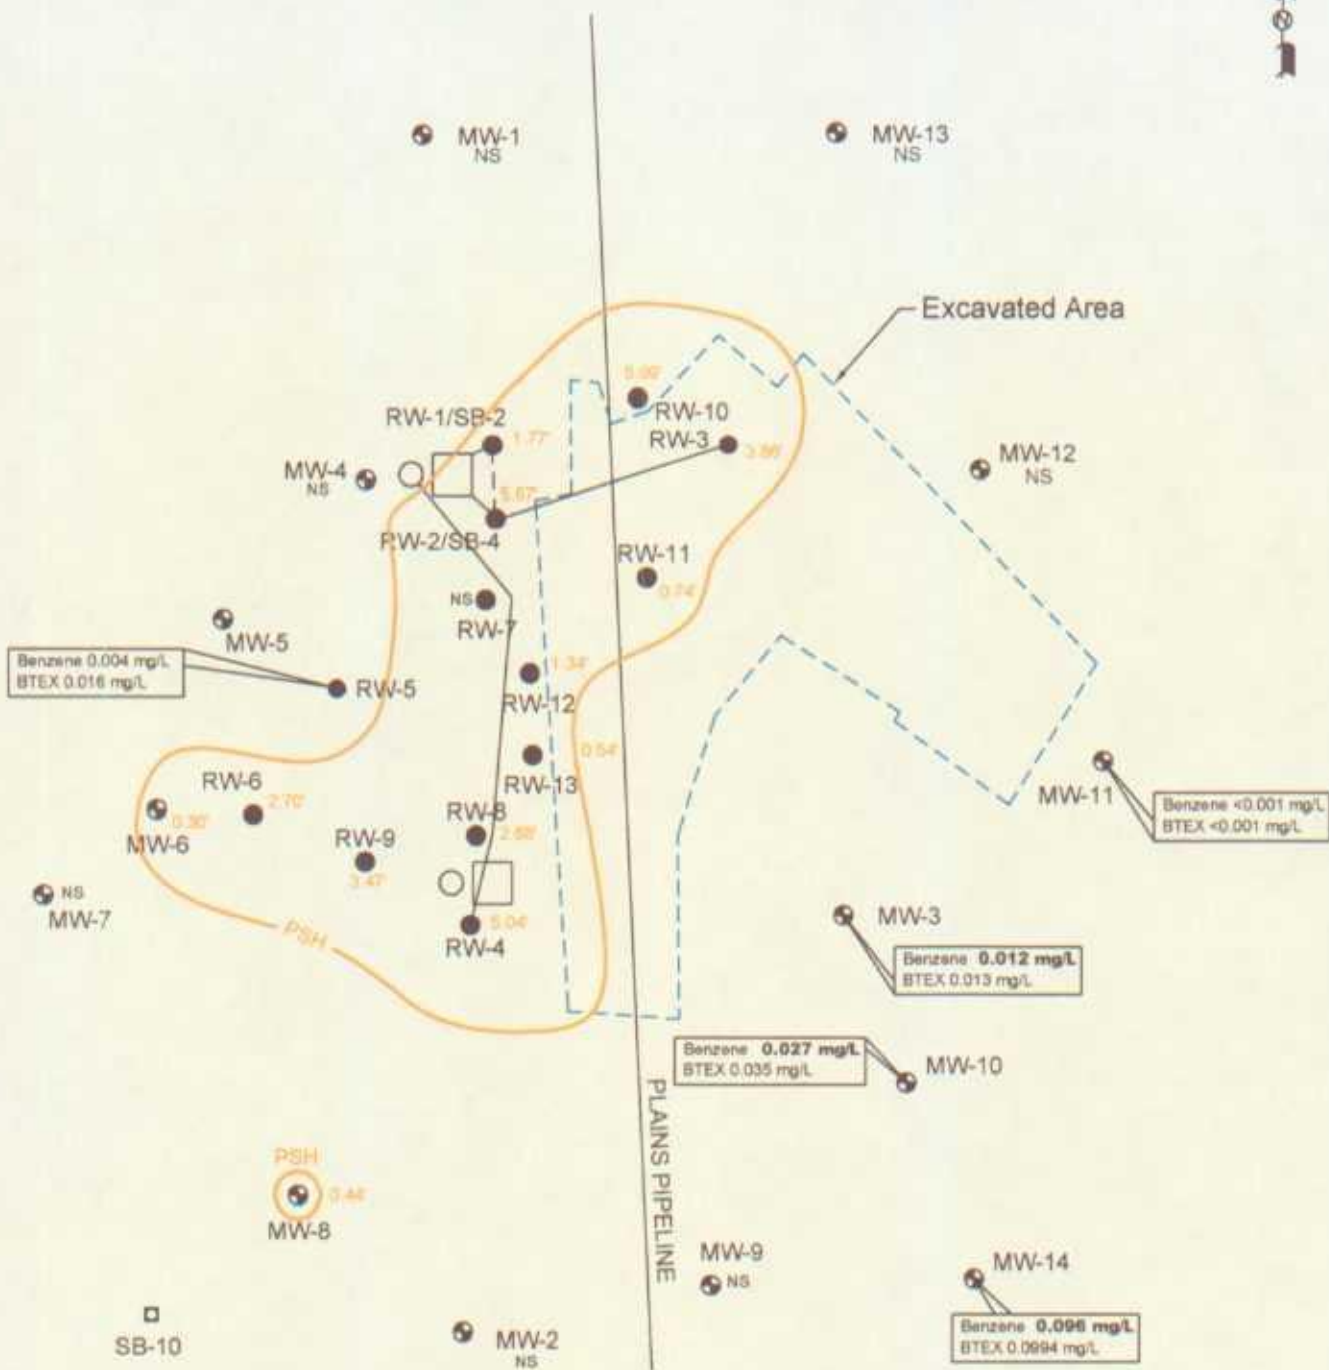 N
MW-1
NS
MW-13
NS
Excavated Area
RW-10
RW-1/SB-2
1.77'
RW-3
3.86'
MW-4
NS
MW-12
NS
5.67'
RW-2/SB-4
RW-11
0.74'
NS
RW-7
MW-5
Benzene 0.004 mg/L
BTEX 0.016 mg/L
RW-5
1.34'
RW-12
0.54'
RW-13
RW-6
2.70'
MW-6
0.30'
RW-8
RW-9
3.47'
MW-11
Benzene <0.001 mg/L
BTEX <0.001 mg/L
NS
MW-7
PSH
RW-4
5.04'
MW-3
Benzene 0.012 mg/L
BTEX 0.013 mg/L
Benzene 0.027 mg/L
BTEX 0.035 mg/L
MW-10
PLAINS PIPELINE
PSH
0.44'
MW-8
MW-9
NS
MW-14
Benzene 0.096 mg/L
BTEX 0.0994 mg/L
SB-10
MW-2
NS